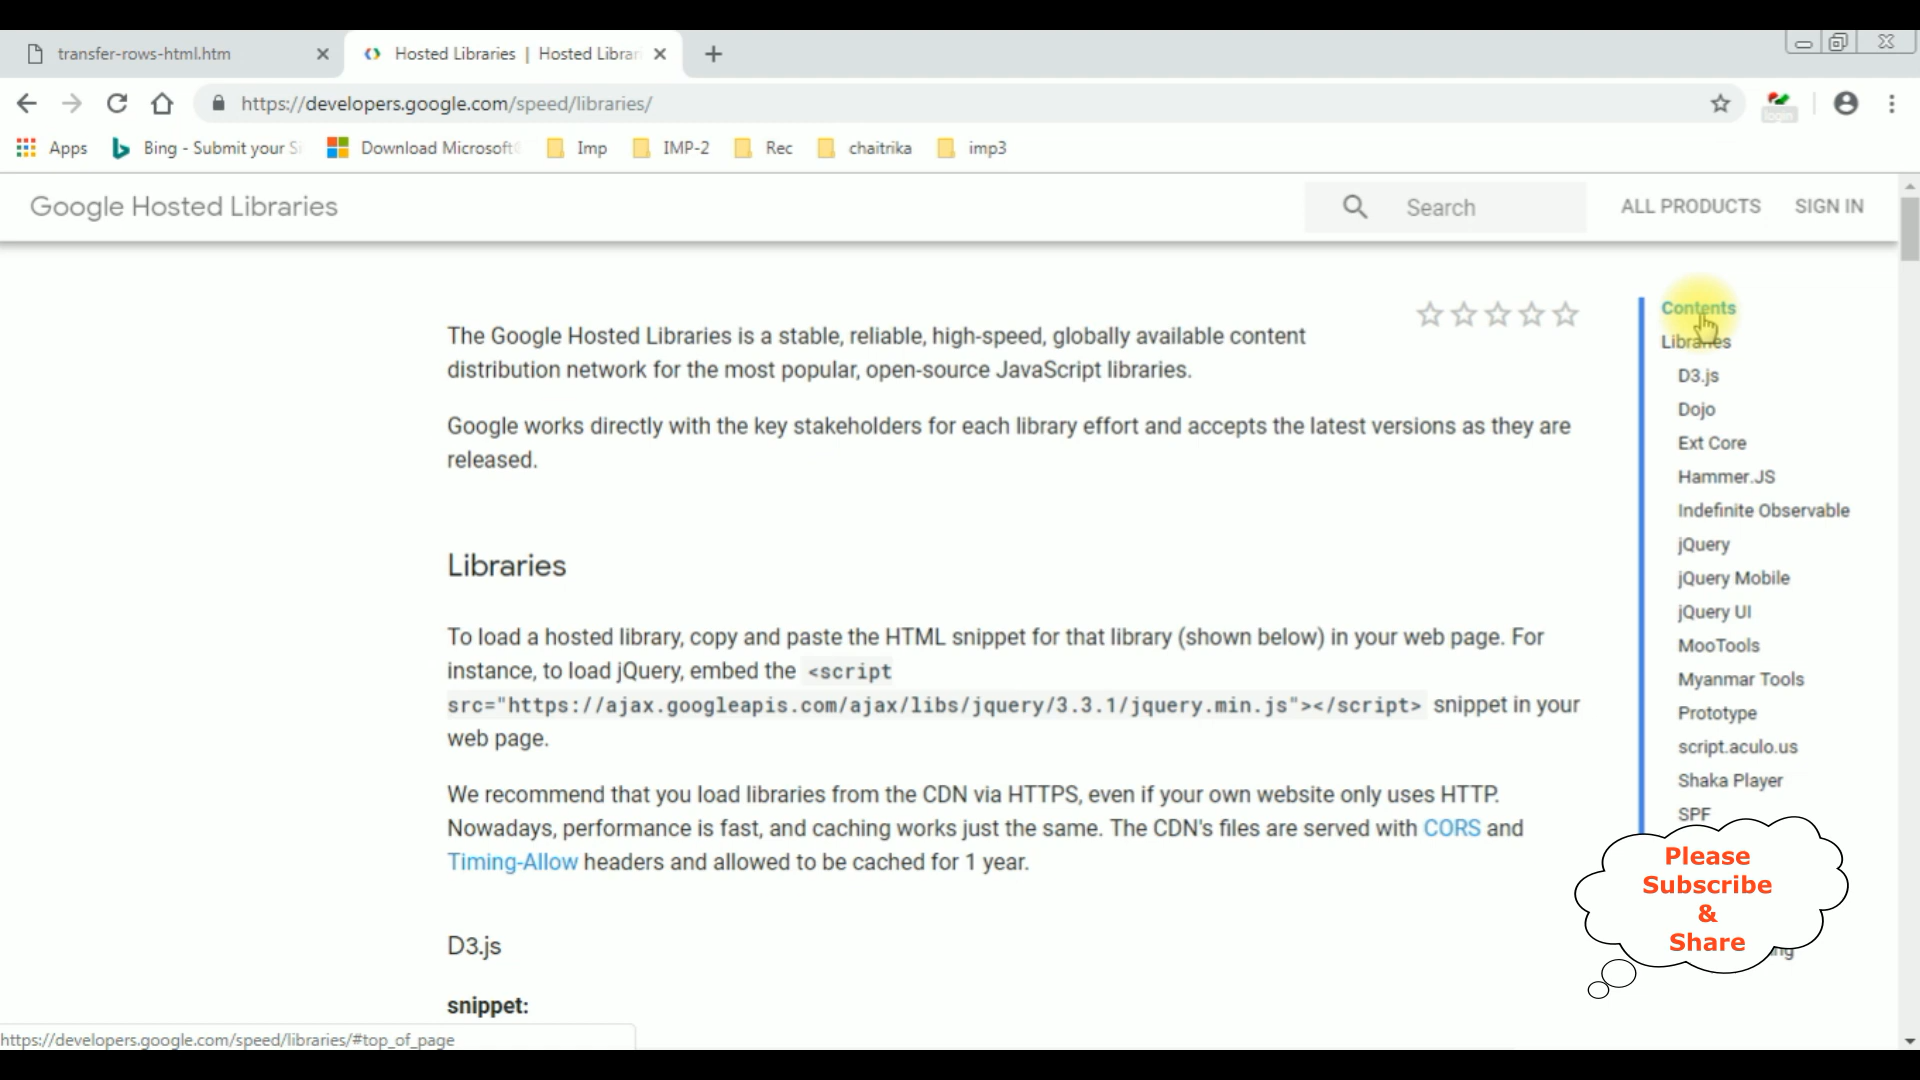 transfer-rows-html.htm
Hosted Libraries | Hosted Librar
https://developers.google.com/speed/libraries/
login
Apps
Bing - Submit your Si
Download Microsoft
Imp
IMP-2
Rec
chaitrika
imp3
Google Hosted Libraries
Search
ALL PRODUCTS
SIGN IN
The Google Hosted Libraries is a stable, reliable, high-speed, globally available content
distribution network for the most popular, open-source JavaScript libraries.
Google works directly with the key stakeholders for each library effort and accepts the latest versions as they are
released.
Libraries
To load a hosted library, copy and paste the HTML snippet for that library (shown below) in your web page. For
instance, to load jQuery, embed the <script
src="https://ajax.googleapis.com/ajax/libs/jquery/3.3.1/jquery.min.js"></script> snippet in your
web page.
We recommend that you load libraries from the CDN via HTTPS, even if your own website only uses HTTP.
Nowadays, performance is fast, and caching works just the same. The CDN's files are served with CORS and
Timing-Allow headers and allowed to be cached for 1 year.
D3.js
snippet:
Contents
Libraries
D3.js
Dojo
Ext Core
Hammer.JS
Indefinite Observable
jQuery
jQuery Mobile
jQuery UI
MooTools
Myanmar Tools
Prototype
script.aculo.us
Shaka Player
SPF
Please
Subscribe
&
Share
https://developers.google.com/speed/libraries/#top_of_page